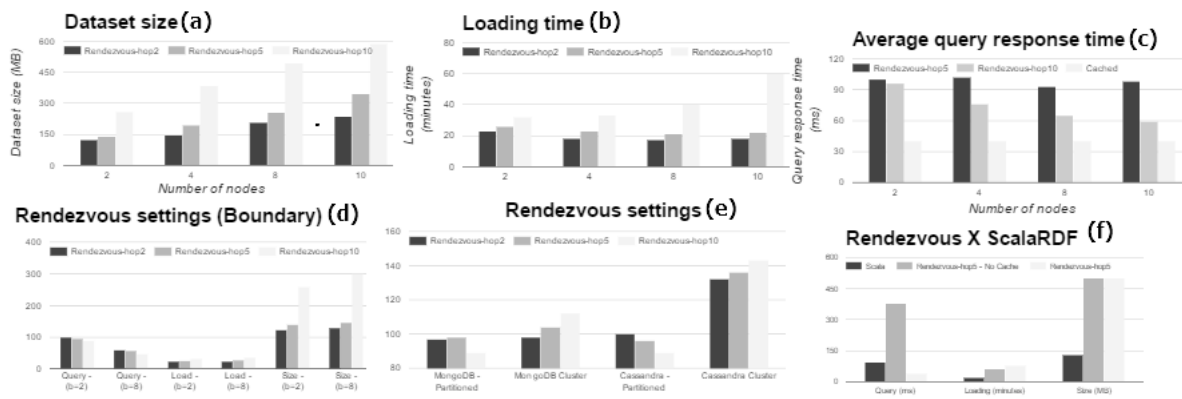 Dataset size (a)
Rendezvous-hop2 Rendezvous-hop5 Rendezvous-hop10
Dataset size (MB)
600
450
300
150
0
2 4 8 10
Number of nodes
Loading time (b)
Rendezvous-hop2 Rendezvous-hop5 Rendezvous-hop10
Loading time
(minutes)
80
60
40
20
0
2 4 8 10
Average query response time (c)
Rendezvous-hop5 Rendezvous-hop10 Cached
Query response time
(ms)
120
90
60
30
0
2 4 8 10
Number of nodes
Rendezvous settings (Boundary) (d)
Rendezvous-hop2 Rendezvous-hop5 Rendezvous-hop10
400
300
200
100
0
Query - Query - Load - Load - Size - Size -
(b=2) (b=8) (b=2) (b=8) (b=2) (b=8)
Rendezvous settings (e)
Rendezvous-hop2 Rendezvous-hop5 Rendezvous-hop10
160
140
120
100
80
MongoDB - MongoDB Cluster Cassandra - Cassandra Cluster
Partitioned Partitioned
Rendezvous X ScalaRDF (f)
Scala Rendezvous-hop5 - No Cache Rendezvous-hop5
600
450
300
150
0
Query (ms) Loading (minutes) Size (MB)